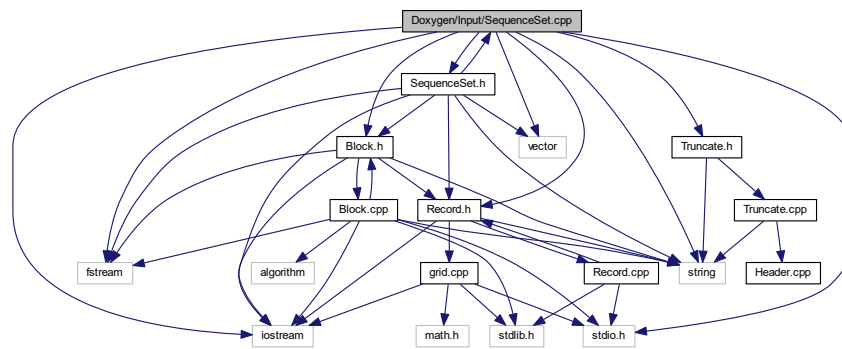 Doxygen/Input/SequenceSet.cpp
SequenceSet.h
Block.h
vector
Truncate.h
Block.cpp
Record.h
Truncate.cpp
fstream
algorithm
grid.cpp
Record.cpp
string
Header.cpp
iostream
math.h
stdlib.h
stdio.h